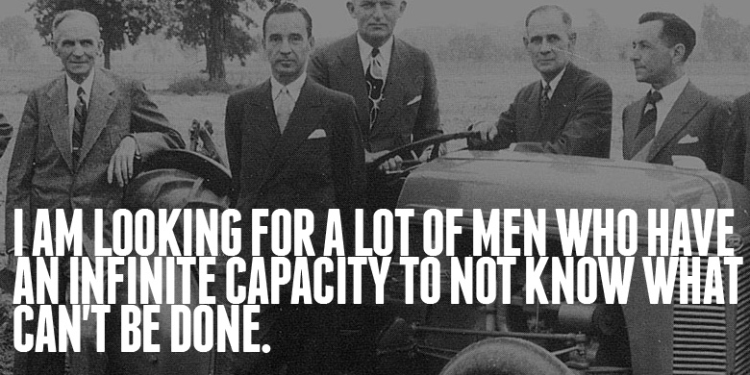 I AM LOOKING FOR A LOT OF MEN WHO HAVE
AN INFINITE CAPACITY TO NOT KNOW WHAT
CAN'T BE DONE.